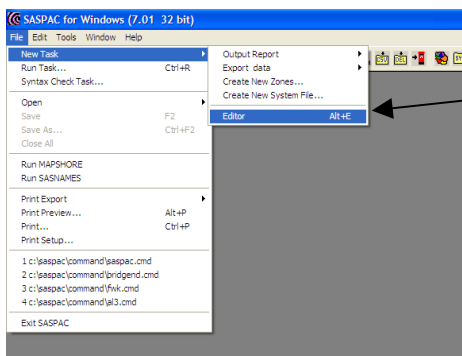 SASPAC for Windows (7.01 32 bit)
File Edit Tools Window Help
New Task
Run Task... Ctrl+R
Syntax Check Task...
Open
Save F2
Save As... Ctrl+F2
Close All
Run MAPSHORE
Run SASNAMES
Print Export
Print Preview... Alt+P
Print... Ctrl+P
Print Setup...
1 c:\saspac\command\saspac.cmd
2 c:\saspac\command\bridgend.cmd
3 c:\saspac\command\fwk.cmd
4 c:\saspac\command\al3.cmd
Exit SASPAC
Output Report
Export data
Create New Zones...
Create New System File...
Editor Alt+E